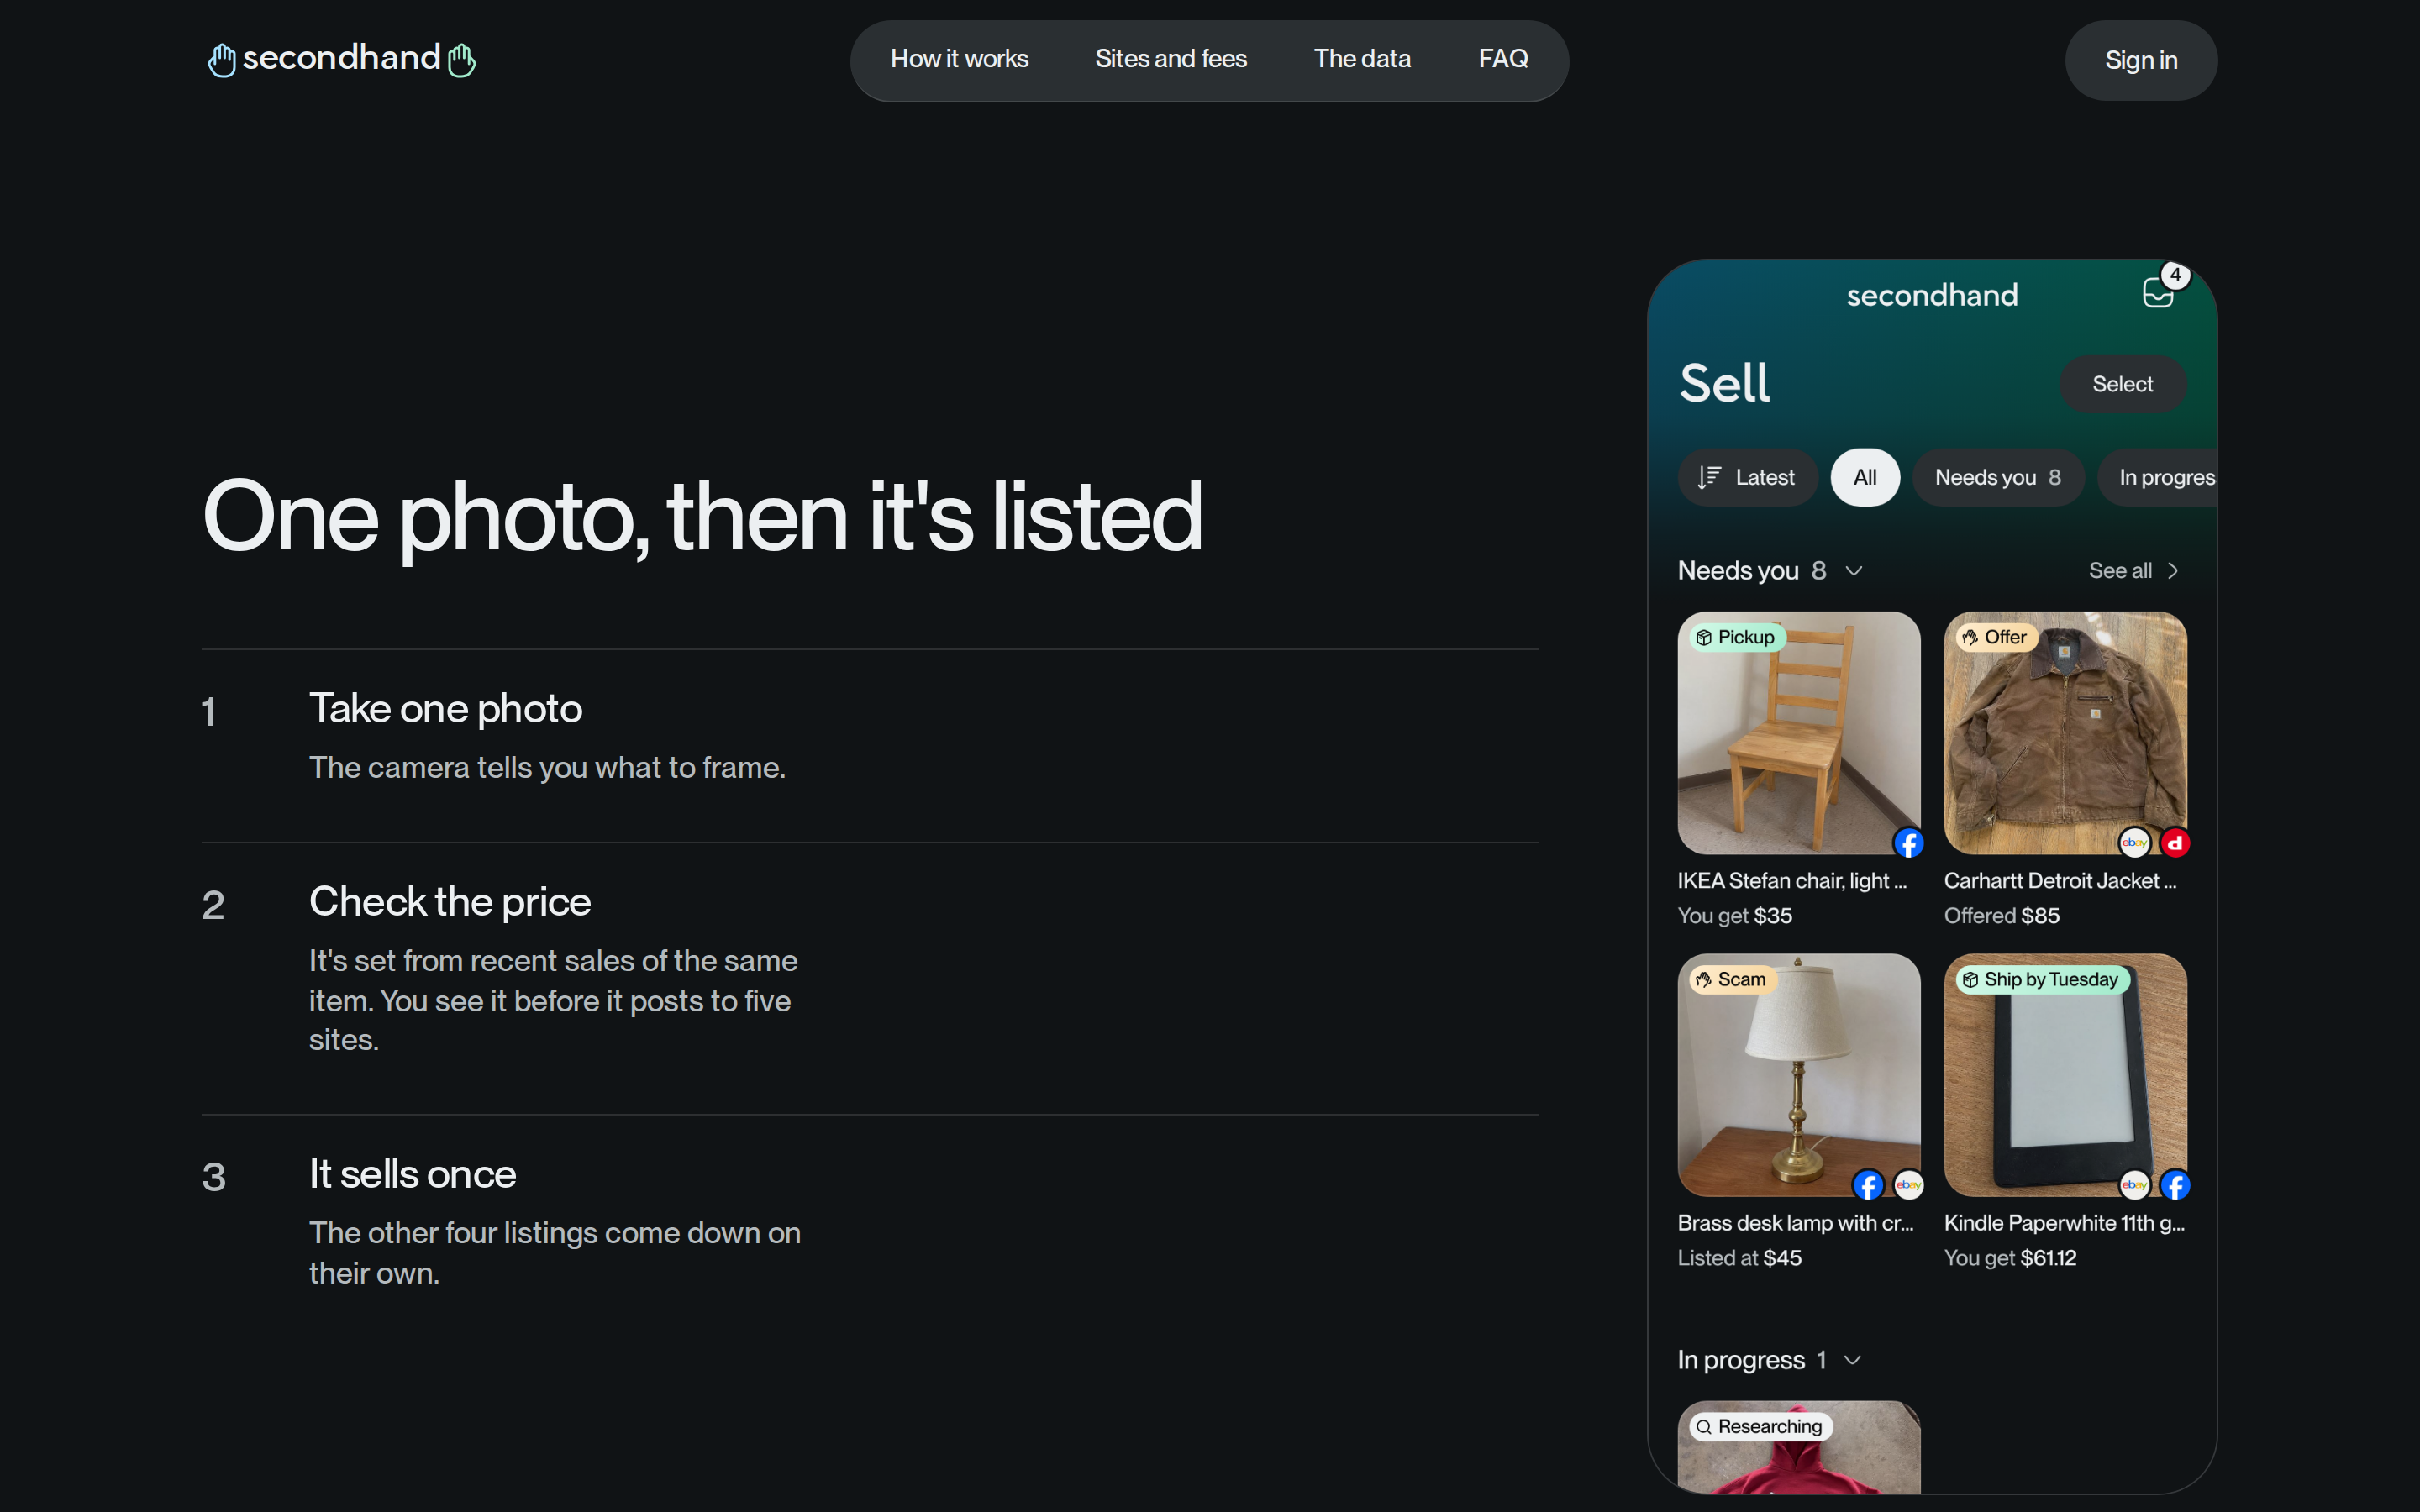 secondhand
How it works
Sites and fees
The data
FAQ
Sign in
One photo, then it's listed
1
Take one photo
The camera tells you what to frame.
2
Check the price
It's set from recent sales of the same
item. You see it before it posts to five
sites.
3
It sells once
The other four listings come down on
their own.
secondhand
4
Sell
Select
Latest
All
Needs you 8
In progres
Needs you 8
See all
Pickup
Offer
ebay
IKEA Stefan chair, light ...
You get $35
Carhartt Detroit Jacket ...
Offered $85
Scam
Ship by Tuesday
ebay
ebay
Brass desk lamp with cr...
Listed at $45
Kindle Paperwhite 11th g...
You get $61.12
In progress 1
Researching